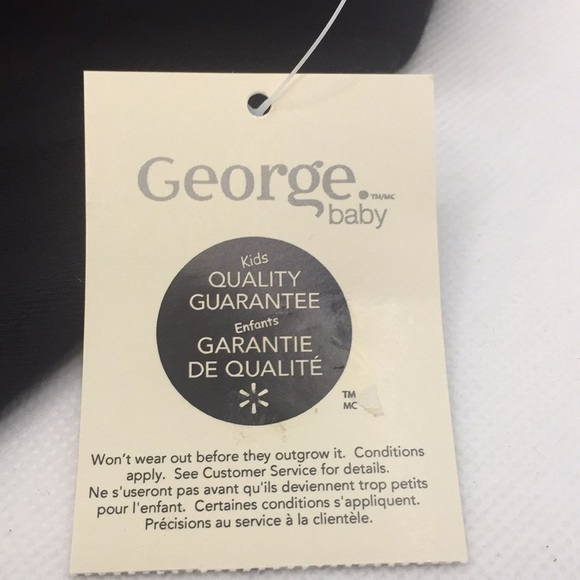 George.TM/MC
baby
Kids
QUALITY
GUARANTEE
Enfants
GARANTIE
DE QUALITÉ
TM
MC
Won't wear out before they outgrow it. Conditions
apply. See Customer Service for details.
Ne s'useront pas avant qu'ils deviennent trop petits
pour l'enfant. Certaines conditions s'appliquent.
Précisions au service à la clientèle.